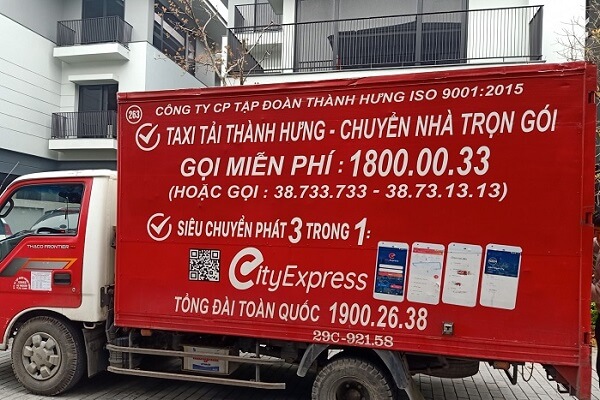 263
CÔNG TY CP TẬP ĐOÀN THÀNH HƯNG ISO 9001:2015
TAXI TẢI THÀNH HƯNG - CHUYỂN NHÀ TRỌN GÓI
GỌI MIỄN PHÍ : 1800.00.33
(HOẶC GỌI : 38.733.733 - 38.73.13.13)
SIÊU CHUYỂN PHÁT 3 TRONG 1:
CityExpress
TỔNG ĐÀI TOÀN QUỐC 1900.26.38
29C-921.58
THACO FRONTIER